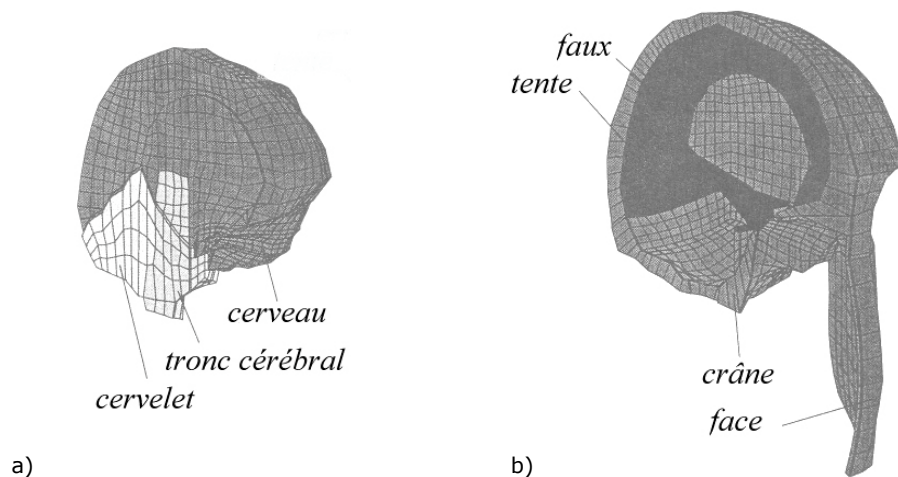 cerveau
tronc cérébral
cervelet
a)
faux
tente
crâne
face
b)